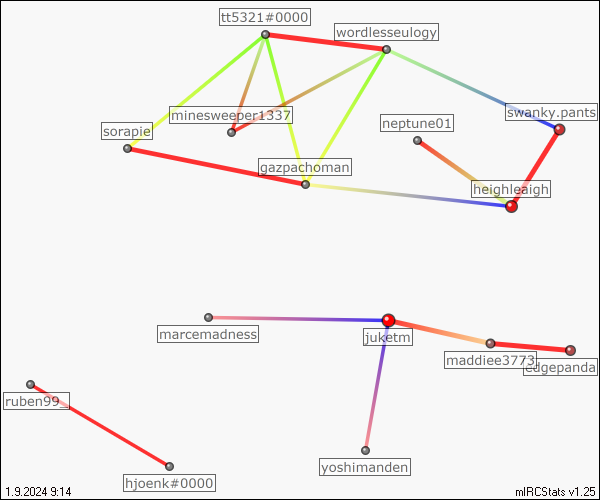 tt5321#0000
wordlesseulogy
minesweeper1337
swanky.pants
neptune01
sorapie
gazpachoman
heighleaigh
marcemadness
juketm
maddiee3773
edgepanda
ruben99_
yoshimanden
hjoenk#0000
1.9.2024 9:14
mIRCStats v1.25